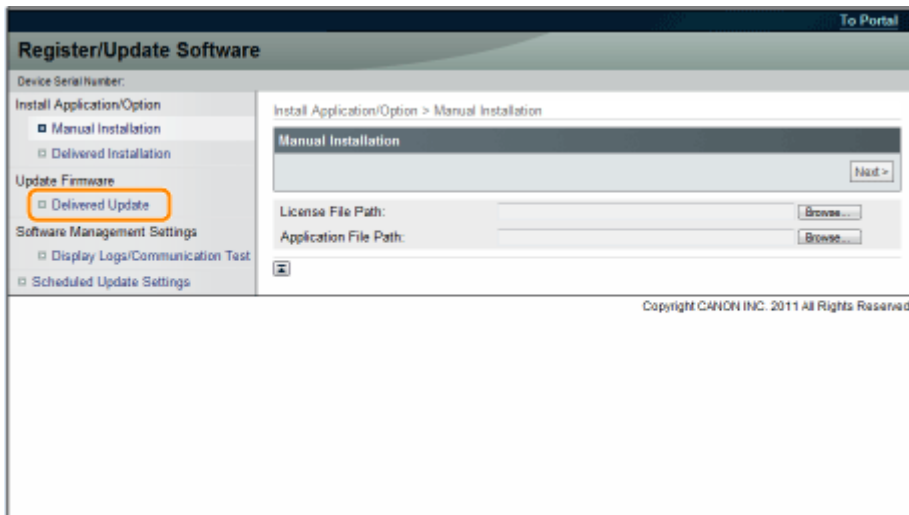 To Portal
Register/Update Software
Device Serial Number:
Install Application/Option
Manual Installation
Delivered Installation
Update Firmware
Delivered Update
Software Management Settings
Display Logs/Communication Test
Scheduled Update Settings
Install Application/Option > Manual Installation
Manual Installation
Next >
License File Path:
Browse...
Application File Path:
Browse...
Copyright CANON INC. 2011 All Rights Reserved